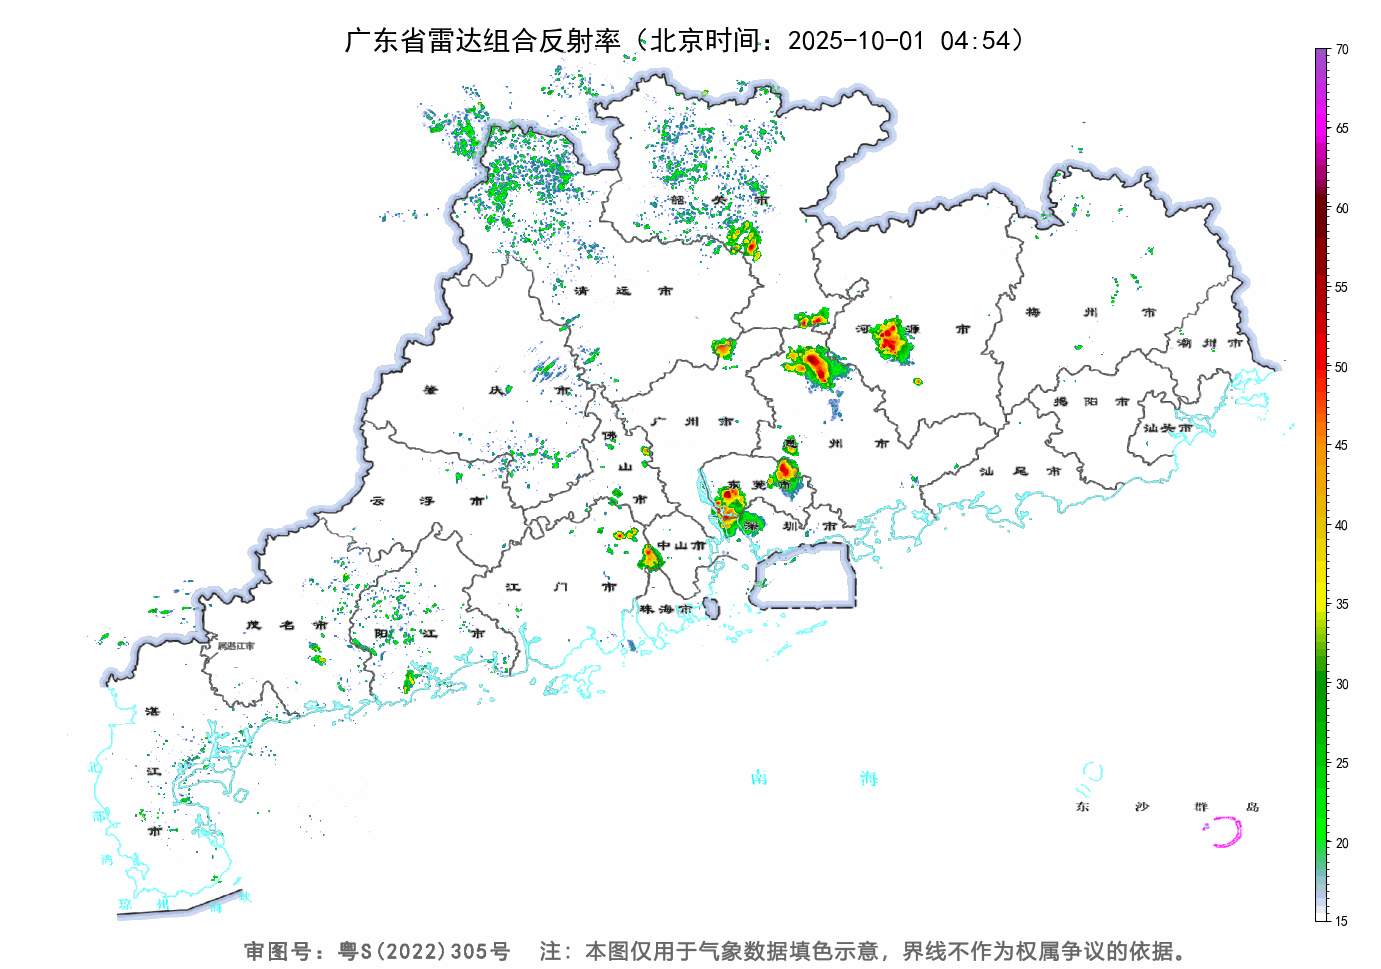 广东省雷达组合反射率（北京时间：2025-10-01 04:54）
70
65
60
55
50
45
40
35
30
25
20
15
韶关市
清远市
河源市
梅州市
潮州市
肇庆市
广州市
佛山市
惠州市
揭阳市
汕头市
汕尾市
东莞市
云浮市
深圳市
中山市
江门市
珠海市
茂名市
阳江市
属湛江市
湛江市
北部湾
琼州海峡
南海
东沙群岛
审图号：粤S(2022)305号 注：本图仅用于气象数据填色示意，界线不作为权属争议的依据。